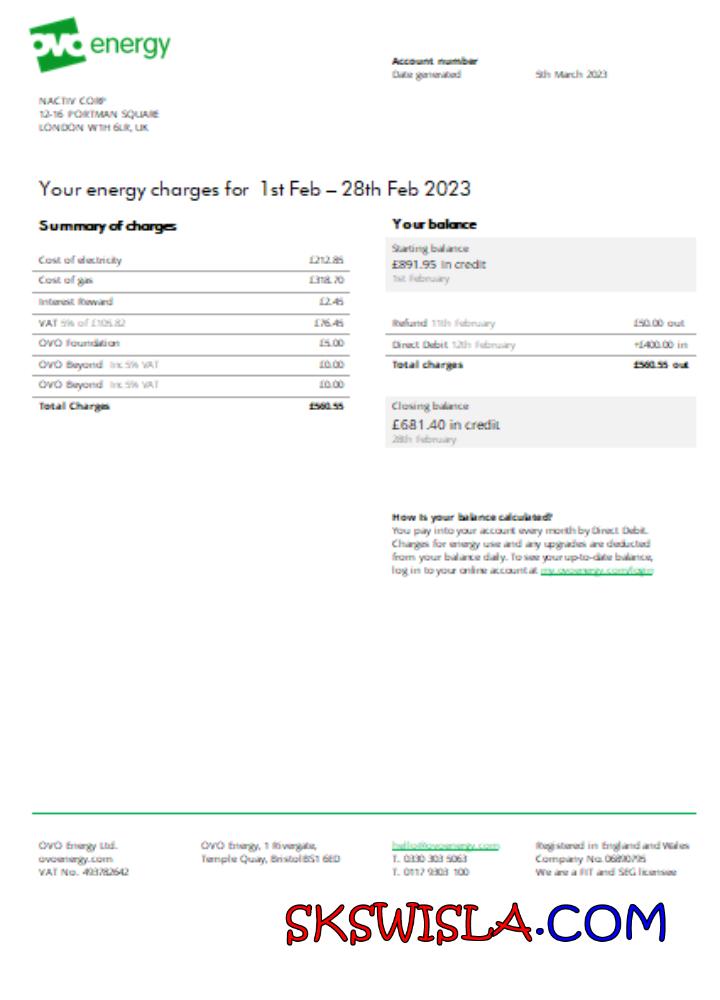 OVO energy
Account number
Date generated 5th March 2023
NACTIV CORP
12-16 PORTMAN SQUARE
LONDON W1H 6LR, UK
Your energy charges for 1st Feb – 28th Feb 2023
Summary of charges
Cost of electricity £212.85
Cost of gas £318.70
Interest Reward £2.45
VAT 5% of £105.82 £76.45
OVO Foundation £5.00
OVO Beyond Inc.5% VAT £0.00
OVO Beyond Inc.5% VAT £0.00
Total Charges £560.55
Your balance
Starting balance
£891.95 in credit
1st February
Refund 11th February £50.00 out
Direct Debit 12th February +£400.00 in
Total charges £560.55 out
Closing balance
£681.40 in credit
28th February
How is your balance calculated?
You pay into your account every month by Direct Debit.
Charges for energy use and any upgrades are deducted
from your balance daily. To see your up-to-date balance,
log in to your online account at my.ovoenergy.com/login
OVO Energy Ltd.
ovoenergy.com
VAT No. 493782642
OVO Energy, 1 Rivergate,
Temple Quay, Bristol BS1 6ED
hello@ovoenergy.com
T. 0330 303 5063
T. 0117 9303 100
Registered in England and Wales
Company No. 06890795
We are a FIT and SEG licensee
SKSWISLA.COM